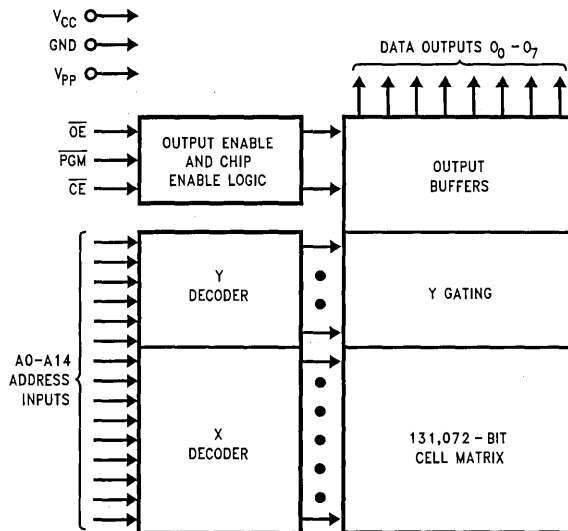 V_CC
GND
V_PP
DATA OUTPUTS O_0 - O_7
OE
PGM
CE
OUTPUT ENABLE
AND CHIP
ENABLE LOGIC
OUTPUT
BUFFERS
Y
DECODER
Y GATING
A0-A14
ADDRESS
INPUTS
X
DECODER
131,072-BIT
CELL MATRIX